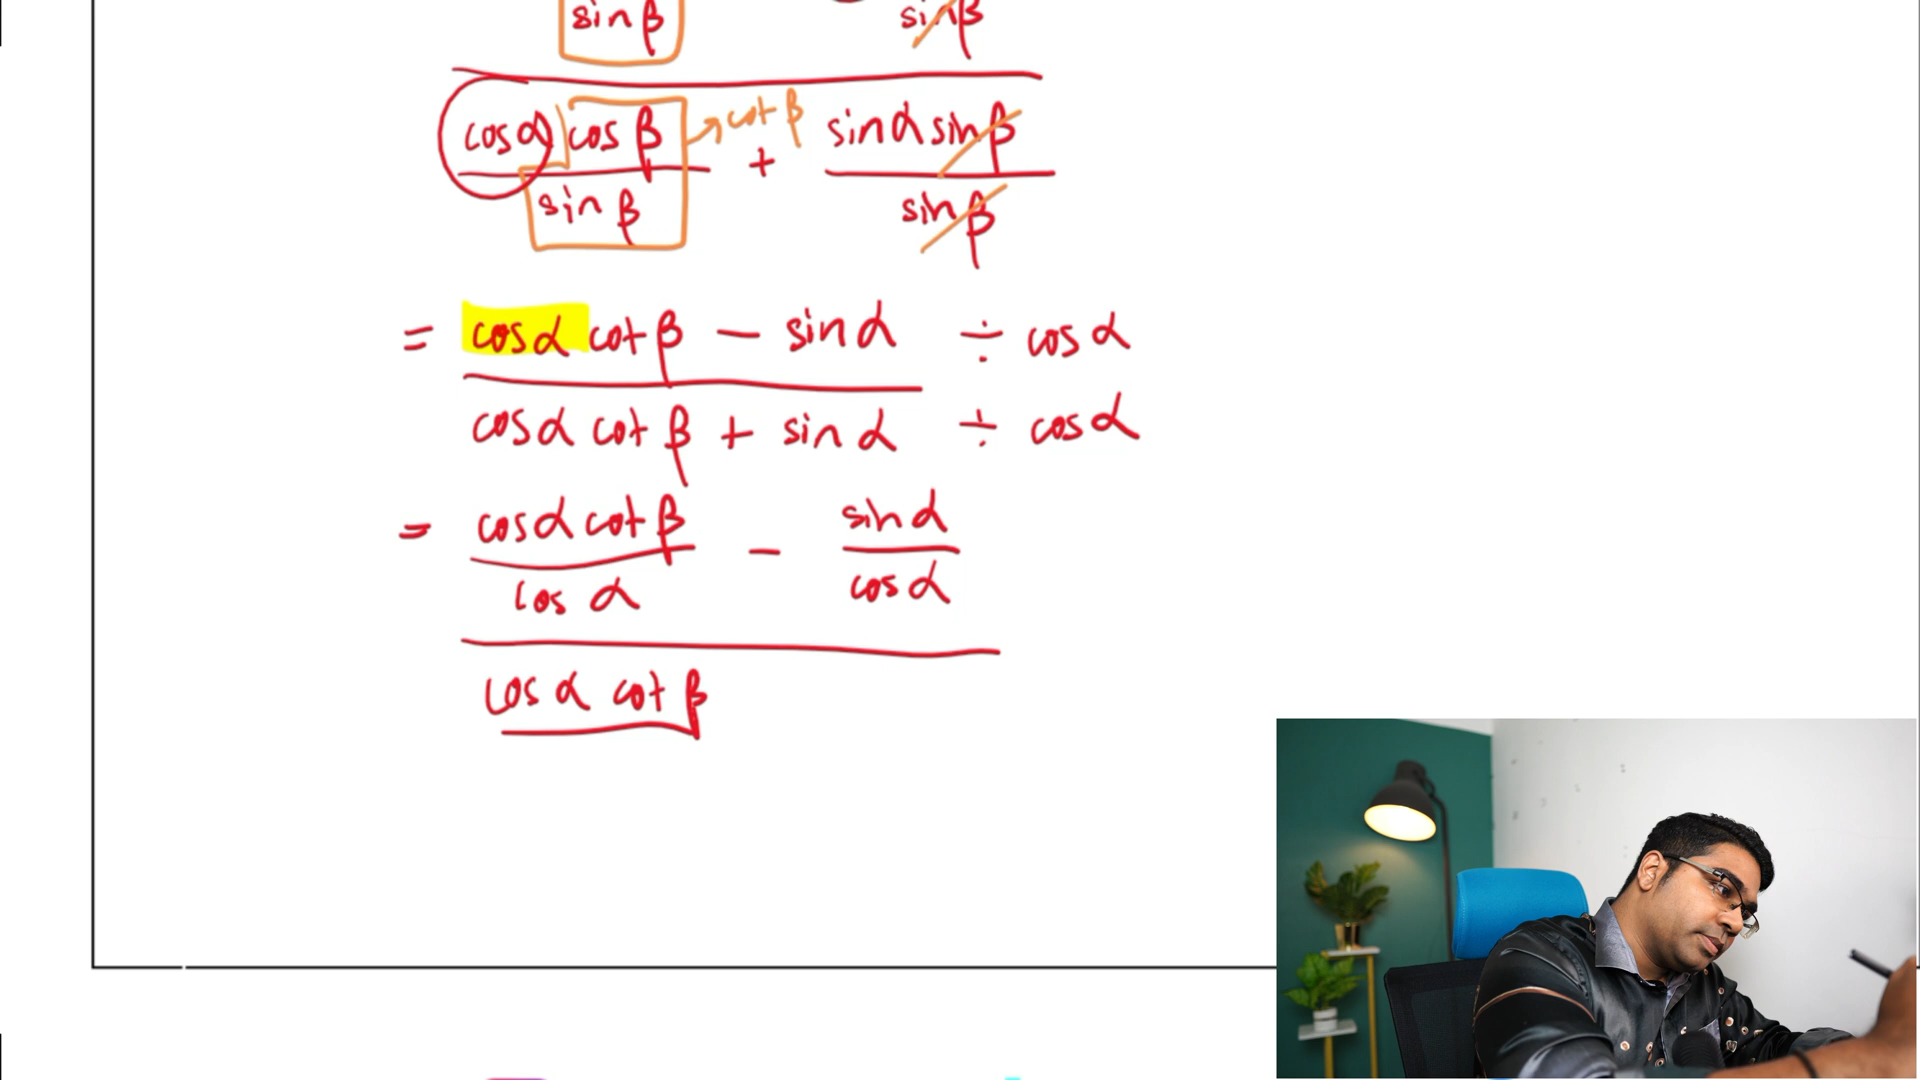 sin β sin β
cos α cos β → cot β + sin α sin β
sin β sin β
= cos α cot β − sin α ÷ cos α
cos α cot β + sin α ÷ cos α
= cos α cot β − sin α
cos α cos α
cos α cot β